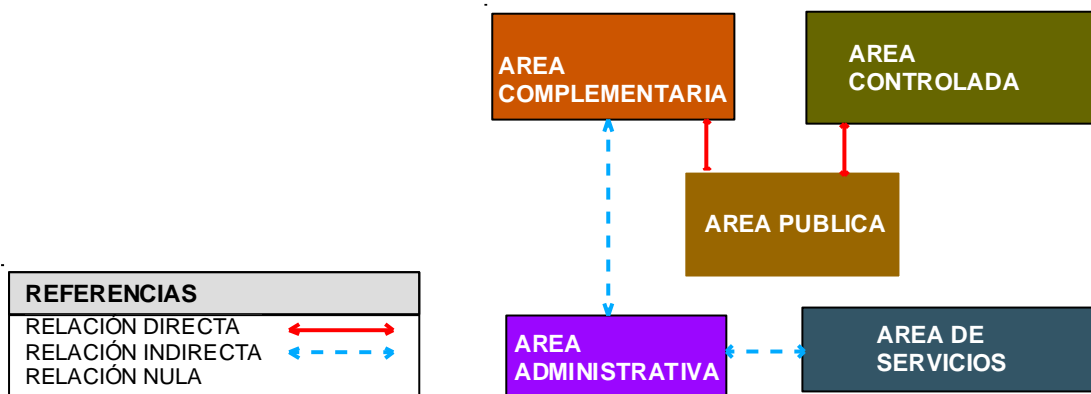 AREA
COMPLEMENTARIA
AREA
CONTROLADA
AREA PUBLICA
REFERENCIAS
RELACIÓN DIRECTA
RELACIÓN INDIRECTA
RELACIÓN NULA
AREA
ADMINISTRATIVA
AREA DE
SERVICIOS